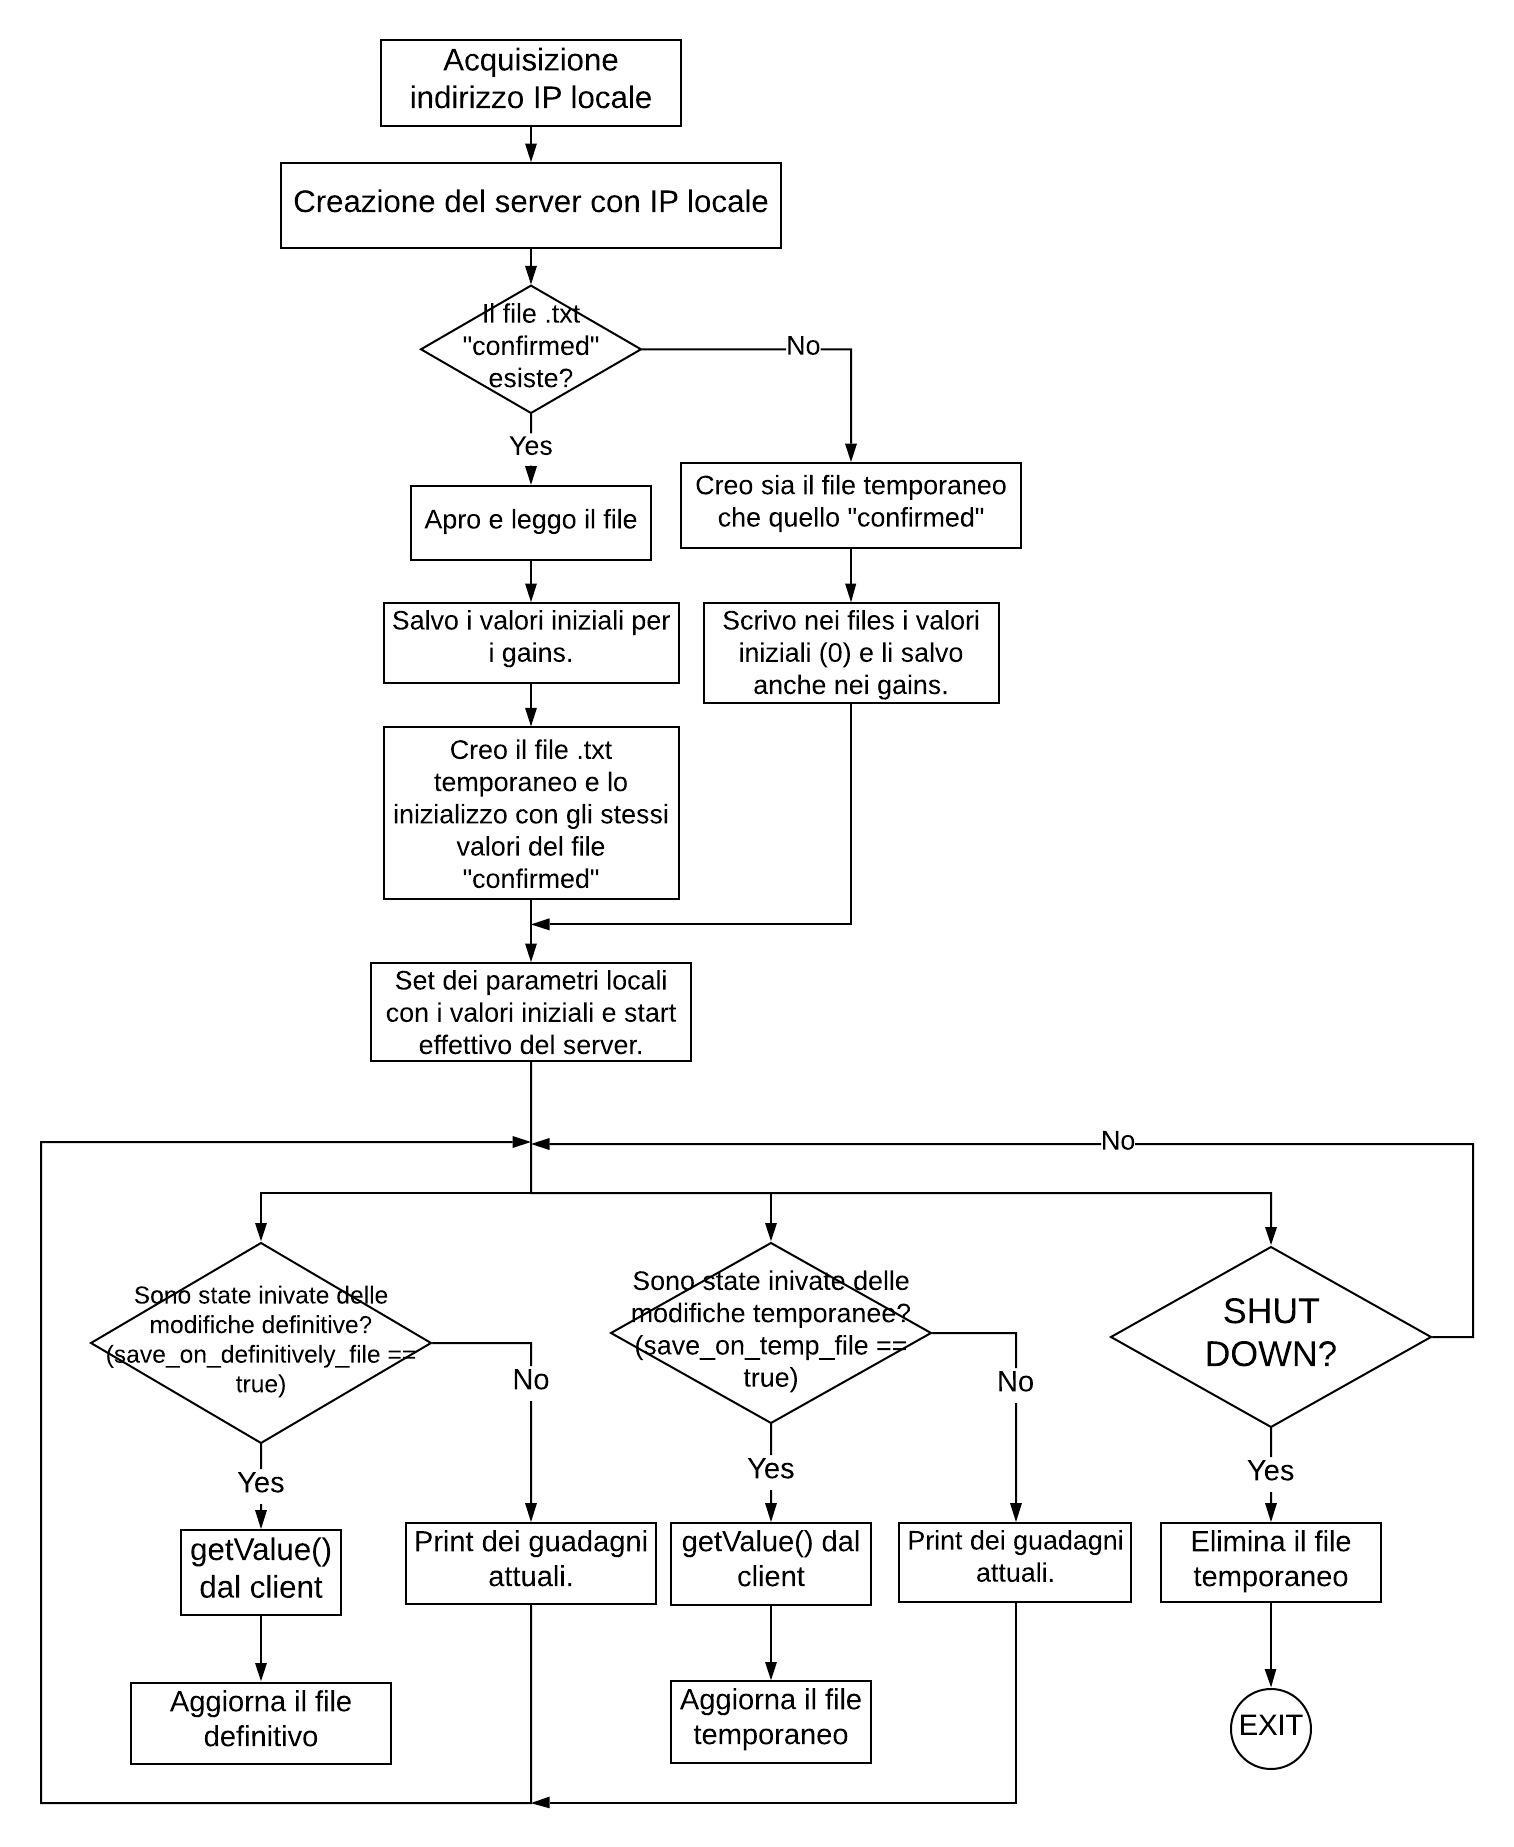 Acquisizione
indirizzo IP locale
Creazione del server con IP locale
Il file .txt
"confirmed"
esiste?
No
Yes
Apro e leggo il file
Creo sia il file temporaneo
che quello "confirmed"
Salvo i valori iniziali per
i gains.
Scrivo nei files i valori
iniziali (0) e li salvo
anche nei gains.
Creo il file .txt
temporaneo e lo
inizializzo con gli stessi
valori del file
"confirmed"
Set dei parametri locali
con i valori iniziali e start
effettivo del server.
No
Sono state inivate delle
modifiche definitive?
(save_on_definitively_file ==
true)
No
Yes
Sono state inivate delle
modifiche temporanee?
(save_on_temp_file ==
true)
No
Yes
SHUT
DOWN?
Yes
getValue()
dal client
Print dei guadagni
attuali.
getValue() dal
client
Print dei guadagni
attuali.
Elimina il file
temporaneo
Aggiorna il file
definitivo
Aggiorna il file
temporaneo
EXIT